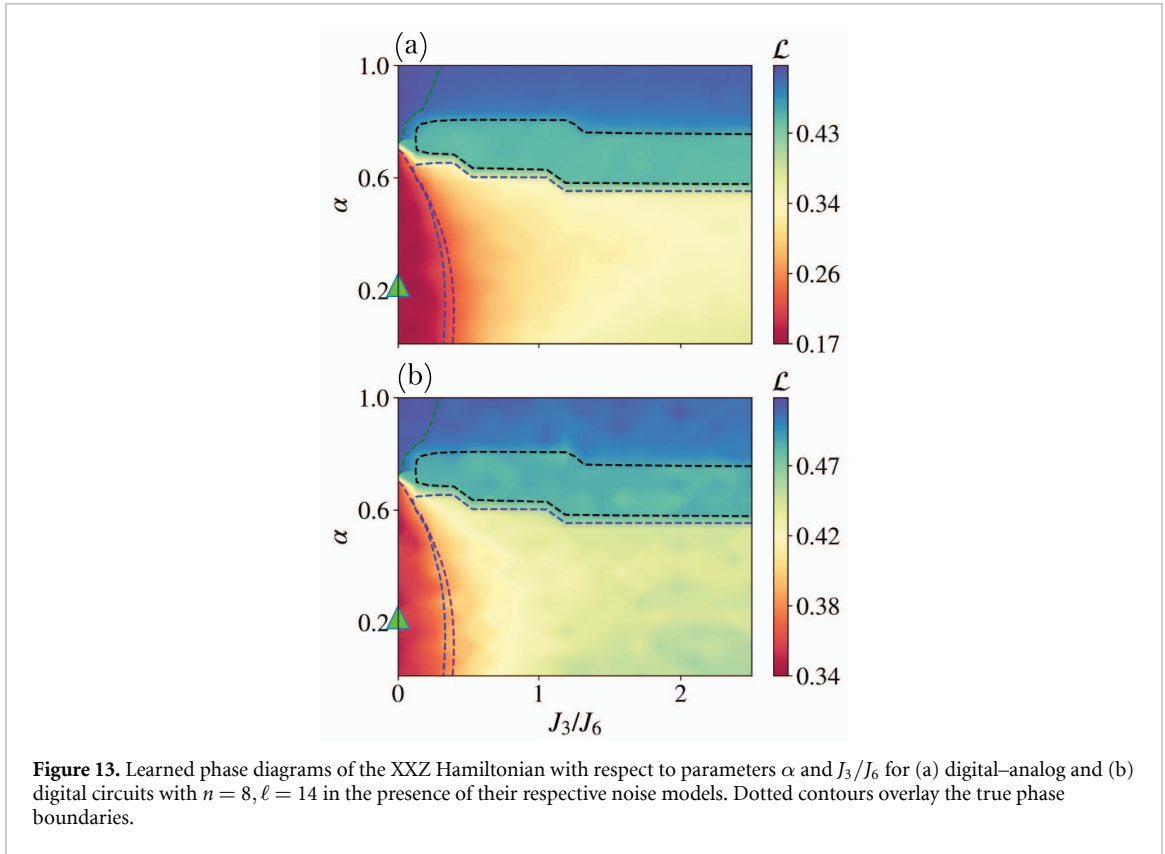 (a)
ℒ
1.0
0.6
0.2
α
0.43
0.34
0.26
0.17
(b)
ℒ
1.0
0.6
0.2
α
0.47
0.42
0.38
0.34
0 1 2
J₃/J₆
Figure 13. Learned phase diagrams of the XXZ Hamiltonian with respect to parameters α and J₃/J₆ for (a) digital–analog and (b)
digital circuits with n = 8, ℓ = 14 in the presence of their respective noise models. Dotted contours overlay the true phase
boundaries.